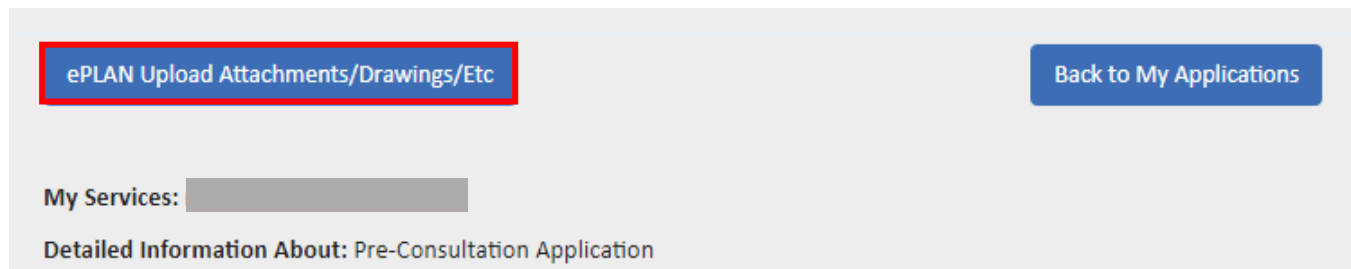 ePLAN Upload Attachments/Drawings/Etc
Back to My Applications
My Services:
Detailed Information About: Pre-Consultation Application